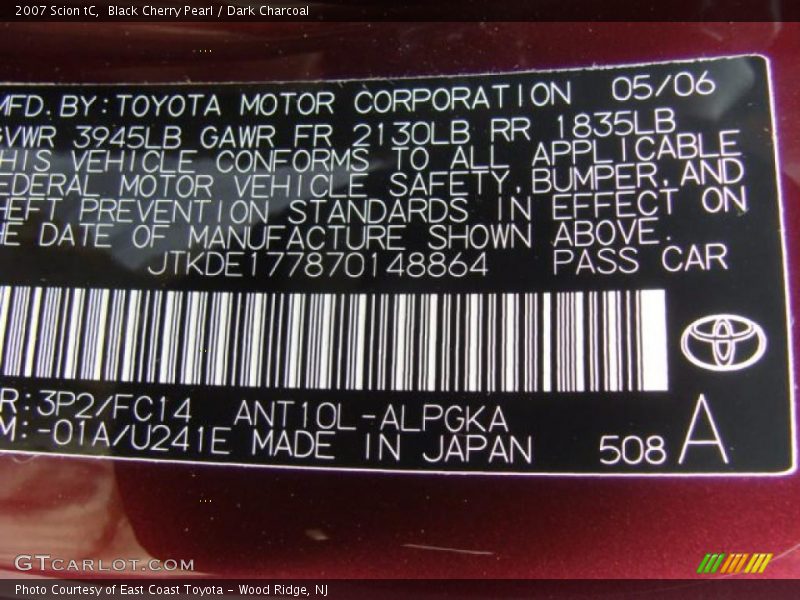 2007 Scion tC, Black Cherry Pearl / Dark Charcoal
MFD. BY: TOYOTA MOTOR CORPORATION 05/06
GVWR 3945LB GAWR FR 2130LB RR 1835LB
HIS VEHICLE CONFORMS TO ALL APPLICABLE
EDERAL MOTOR VEHICLE SAFETY, BUMPER, AND
HEFT PREVENTION STANDARDS IN EFFECT ON
HE DATE OF MANUFACTURE SHOWN ABOVE.
JTKDE177870148864 PASS CAR
R: 3P2/FC14 ANT10L-ALPGKA
M: -01A/U241E MADE IN JAPAN 508 A
GTCARLOT.COM
Photo Courtesy of East Coast Toyota - Wood Ridge, NJ